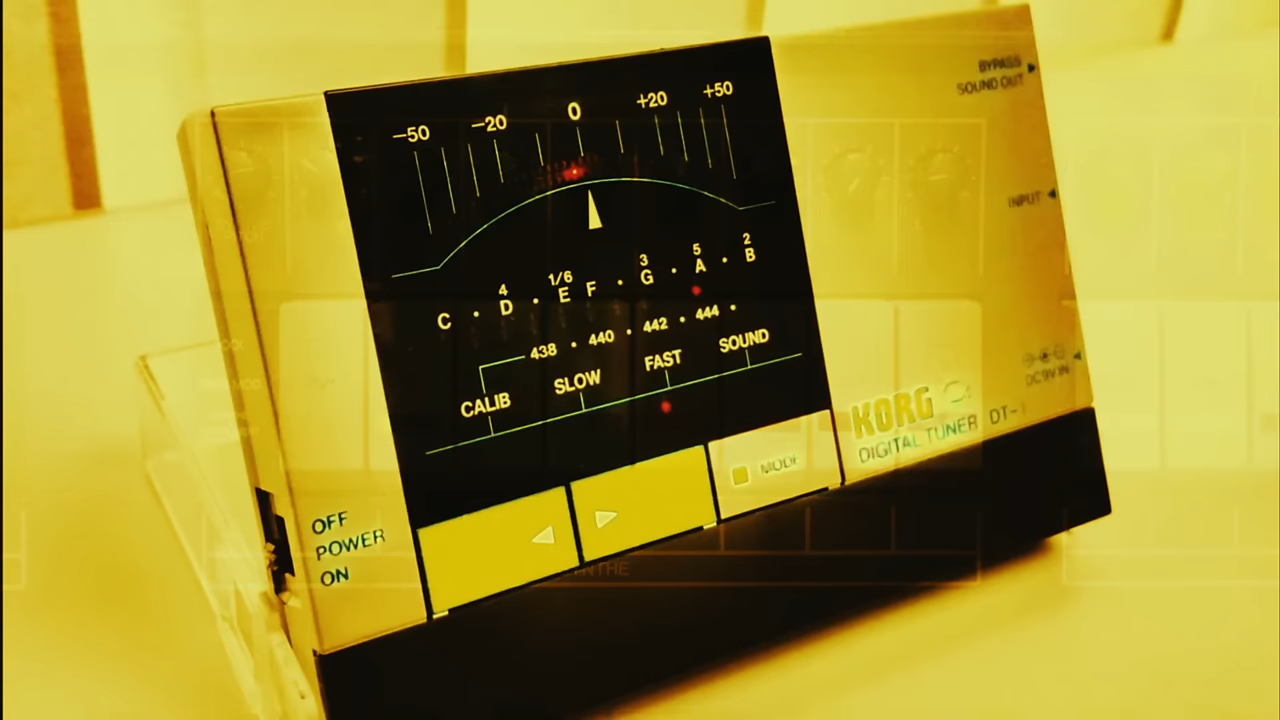 BYPASS
SOUND OUT
−50 −20 0 +20 +50
INPUT
4 1/6 3 5 2
C · D · E F · G · A · B
438 · 440 · 442 · 444 ·
CALIB SLOW FAST SOUND
DC9V IN
KORG
DIGITAL TUNER DT-1
MODE
OFF
POWER
ON